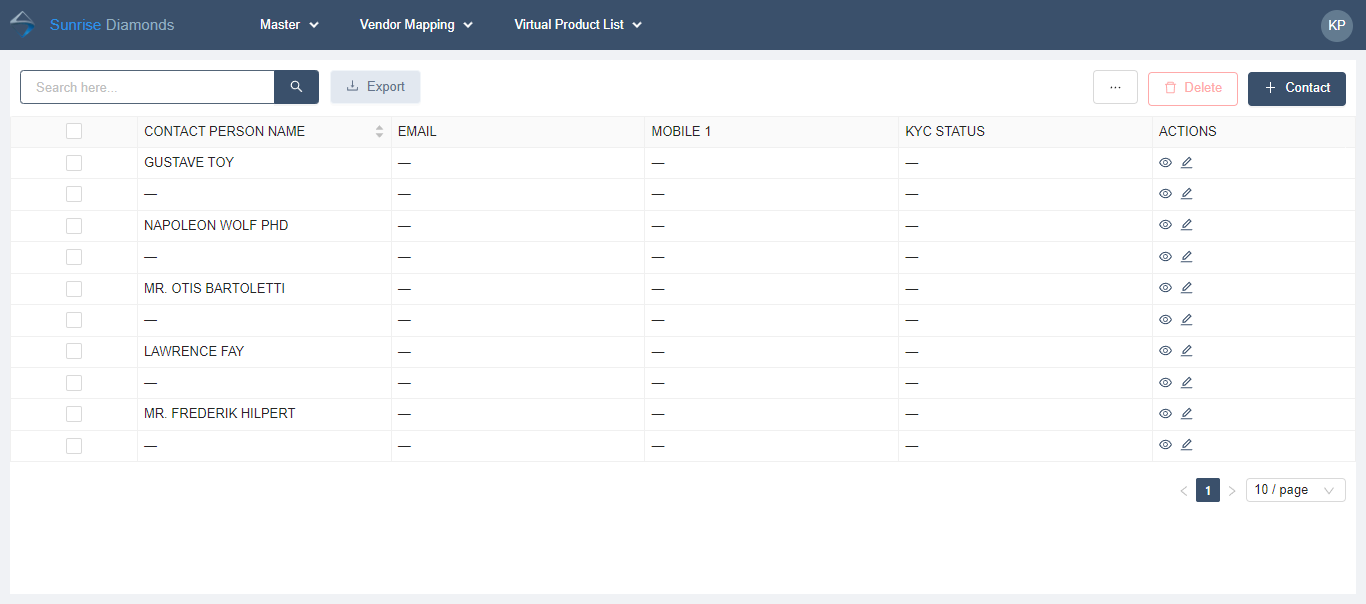 Sunrise Diamonds Master Vendor Mapping Virtual Product List KP
Search here... Export ... Delete + Contact
CONTACT PERSON NAME EMAIL MOBILE 1 KYC STATUS ACTIONS
GUSTAVE TOY — — —
— — — —
NAPOLEON WOLF PHD — — —
— — — —
MR. OTIS BARTOLETTI — — —
— — — —
LAWRENCE FAY — — —
— — — —
MR. FREDERIK HILPERT — — —
— — — —
< 1 > 10 / page